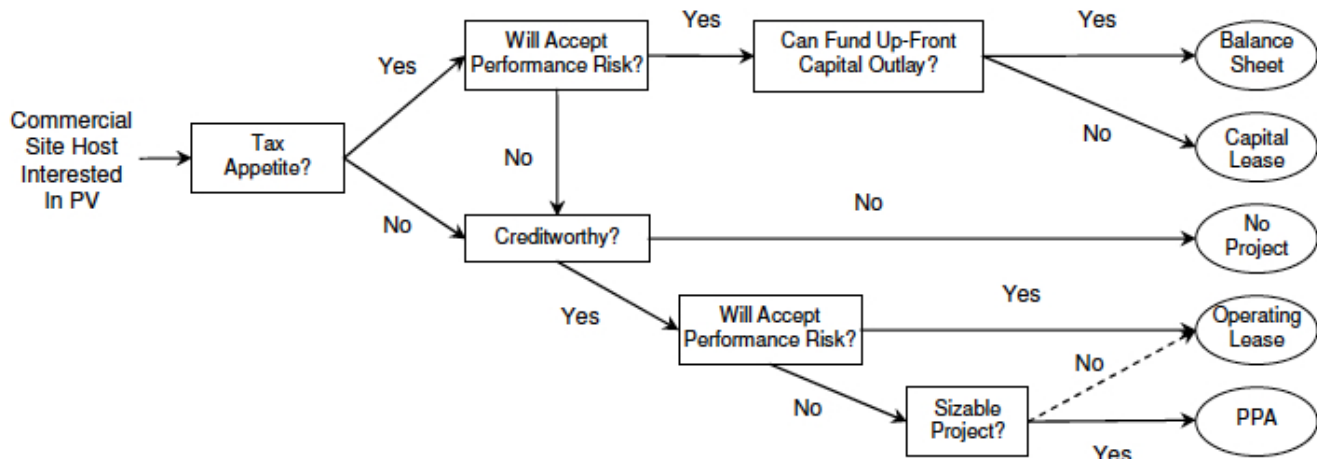 Commercial
Site Host
Interested
In PV
Tax
Appetite?
Yes
No
Will Accept
Performance Risk?
Yes
No
Can Fund Up-Front
Capital Outlay?
Yes
No
Balance
Sheet
Capital
Lease
Creditworthy?
No
Yes
No
Project
Will Accept
Performance Risk?
Yes
No
Operating
Lease
Sizable
Project?
No
Yes
PPA